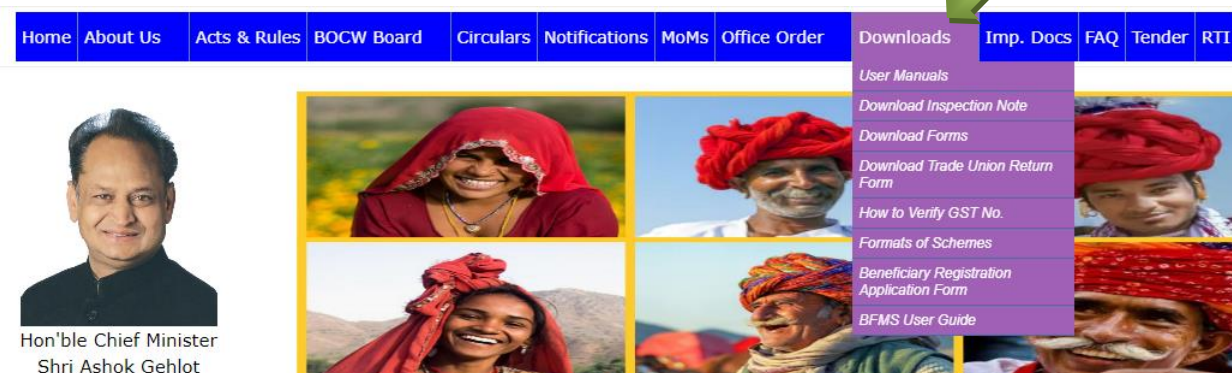 Home About Us Acts & Rules BOCW Board Circulars Notifications MoMs Office Order Downloads Imp. Docs FAQ Tender RTI
User Manuals
Download Inspection Note
Download Forms
Download Trade Union Return
Form
How to Verify GST No.
Formats of Schemes
Beneficiary Registration
Application Form
BFMS User Guide
Hon'ble Chief Minister
Shri Ashok Gehlot